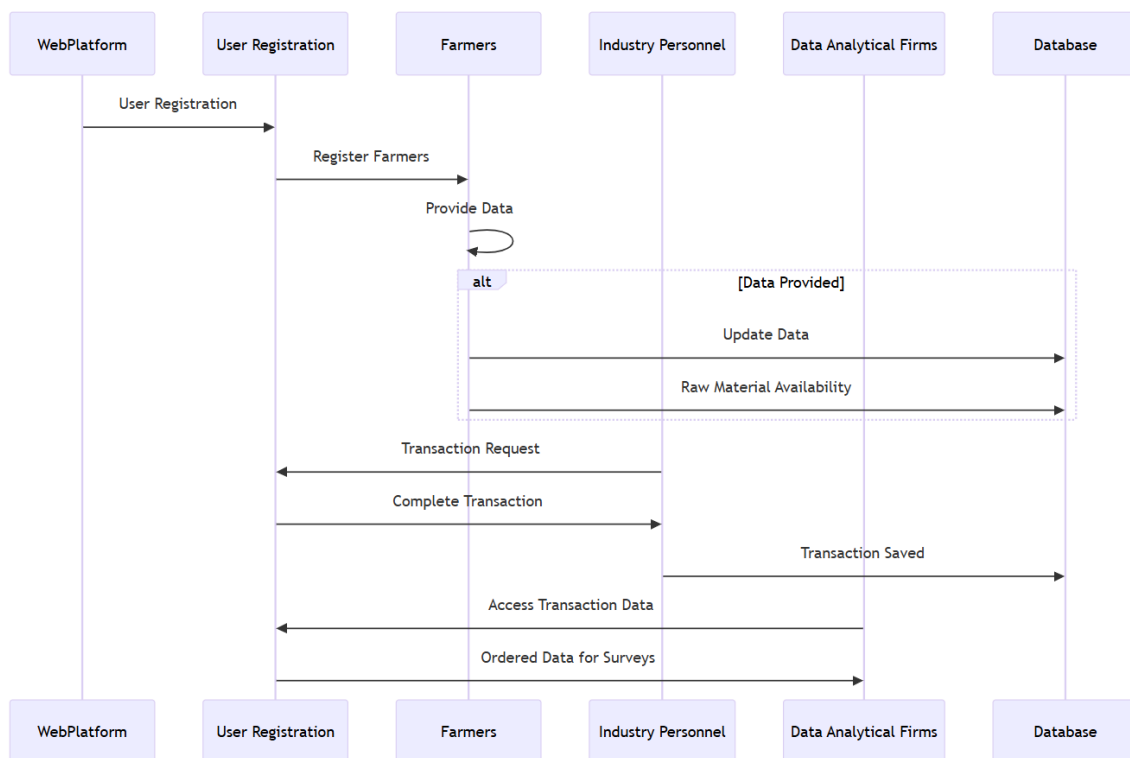 WebPlatform
User Registration
Farmers
Industry Personnel
Data Analytical Firms
Database
User Registration
Register Farmers
Provide Data
alt
[Data Provided]
Update Data
Raw Material Availability
Transaction Request
Complete Transaction
Transaction Saved
Access Transaction Data
Ordered Data for Surveys
WebPlatform
User Registration
Farmers
Industry Personnel
Data Analytical Firms
Database